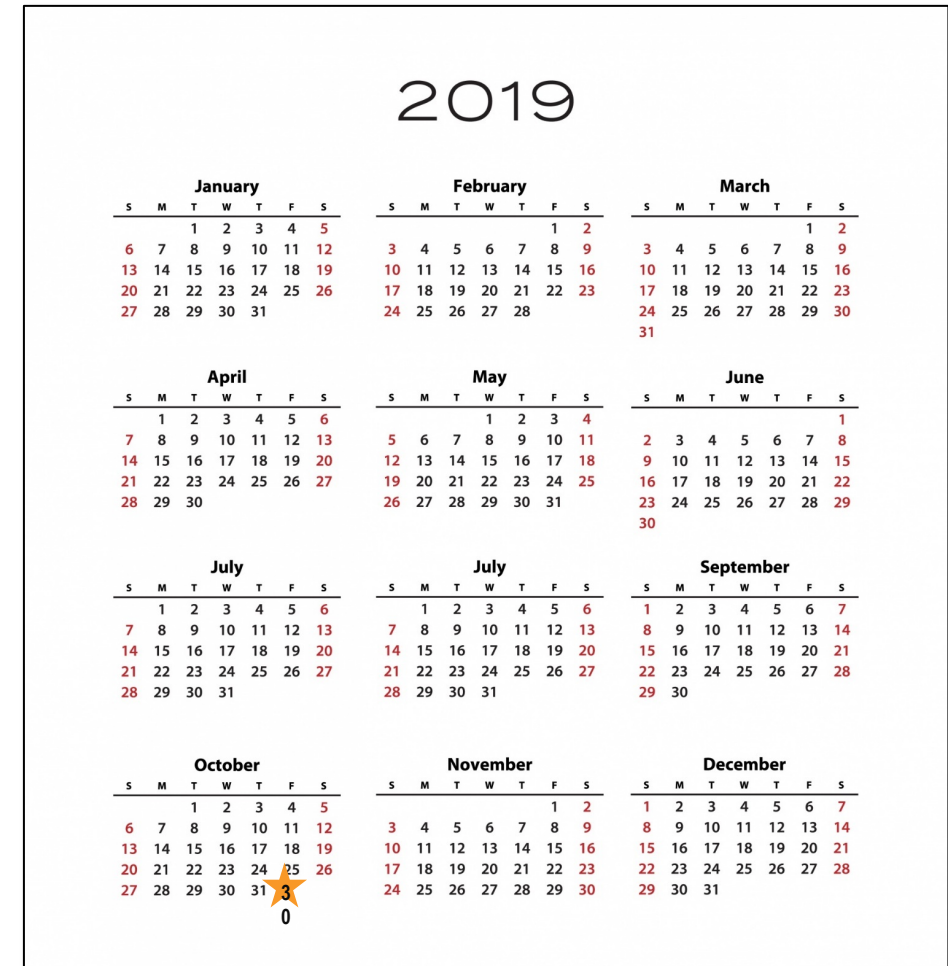 2019
January February March
S M T W T F S S M T W T F S S M T W T F S
1 2 3 4 5 1 2 1 2
6 7 8 9 10 11 12 3 4 5 6 7 8 9 3 4 5 6 7 8 9
13 14 15 16 17 18 19 10 11 12 13 14 15 16 10 11 12 13 14 15 16
20 21 22 23 24 25 26 17 18 19 20 21 22 23 17 18 19 20 21 22 23
27 28 29 30 31 24 25 26 27 28 24 25 26 27 28 29 30
31
April May June
S M T W T F S S M T W T F S S M T W T F S
1 2 3 4 5 6 1 2 3 4 1
7 8 9 10 11 12 13 5 6 7 8 9 10 11 2 3 4 5 6 7 8
14 15 16 17 18 19 20 12 13 14 15 16 17 18 9 10 11 12 13 14 15
21 22 23 24 25 26 27 19 20 21 22 23 24 25 16 17 18 19 20 21 22
28 29 30 26 27 28 29 30 31 23 24 25 26 27 28 29
30
July July September
S M T W T F S S M T W T F S S M T W T F S
1 2 3 4 5 6 1 2 3 4 5 6 1 2 3 4 5 6 7
7 8 9 10 11 12 13 7 8 9 10 11 12 13 8 9 10 11 12 13 14
14 15 16 17 18 19 20 14 15 16 17 18 19 20 15 16 17 18 19 20 21
21 22 23 24 25 26 27 21 22 23 24 25 26 27 22 23 24 25 26 27 28
28 29 30 31 28 29 30 31 29 30
October November December
S M T W T F S S M T W T F S S M T W T F S
1 2 3 4 5 1 2 1 2 3 4 5 6 7
6 7 8 9 10 11 12 3 4 5 6 7 8 9 8 9 10 11 12 13 14
13 14 15 16 17 18 19 10 11 12 13 14 15 16 15 16 17 18 19 20 21
20 21 22 23 24 25 26 17 18 19 20 21 22 23 22 23 24 25 26 27 28
27 28 29 30 31 3 24 25 26 27 28 29 30 29 30 31
0